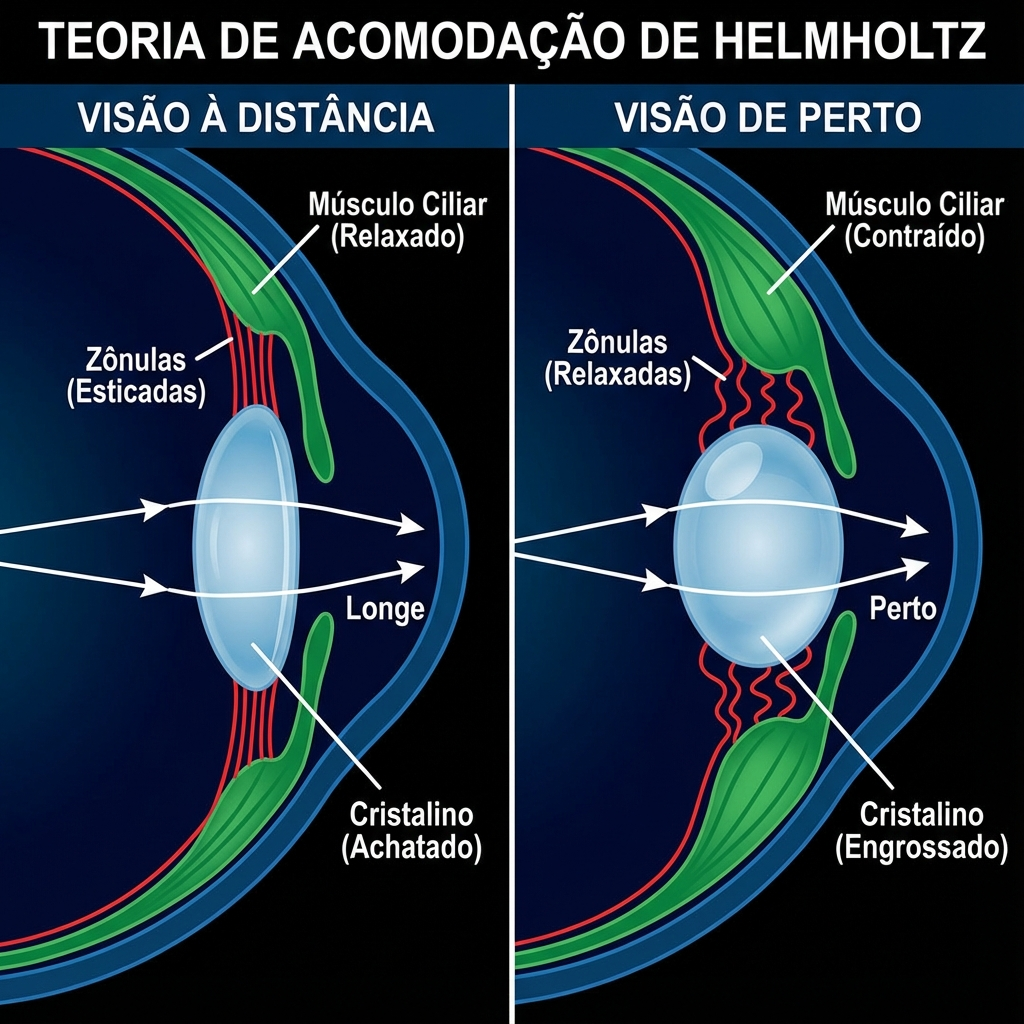 TEORIA DE ACOMODAÇÃO DE HELMHOLTZ
VISÃO À DISTÂNCIA
Músculo Ciliar
(Relaxado)
Zônulas
(Esticadas)
Longe
Cristalino
(Achatado)
VISÃO DE PERTO
Músculo Ciliar
(Contraído)
Zônulas
(Relaxadas)
Perto
Cristalino
(Engrossado)